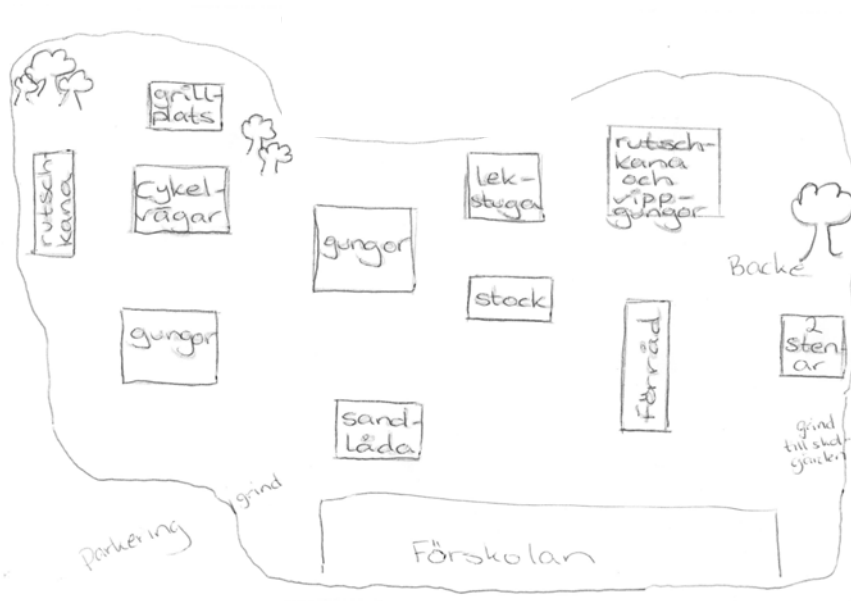 grill-
plats
rutsch-
kana
cykel-
vägar
lek-
stuga
rutsch-
kana
och
vipp-
gungor
gungor
Backe
stock
gungor
2
sten-
ar
Förråd
sand-
låda
grind
till skol-
gården
grind
parkering
Förskolan